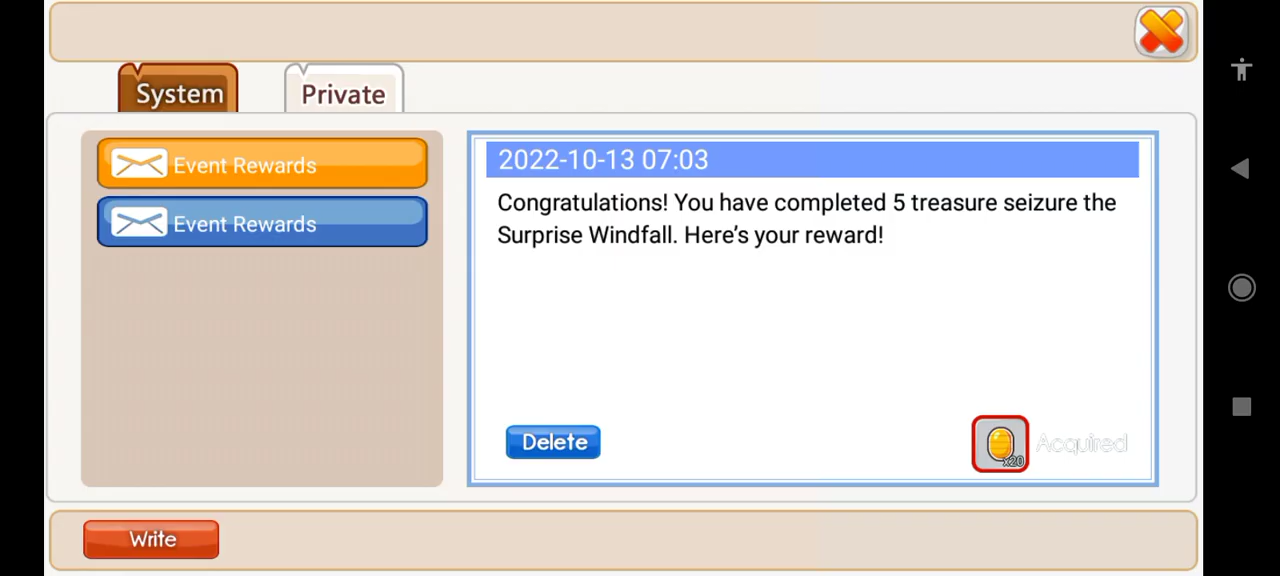 System
Private
Event Rewards
Event Rewards
2022-10-13 07:03
Congratulations! You have completed 5 treasure seizure the
Surprise Windfall. Here's your reward!
Delete
x20
Acquired
Write